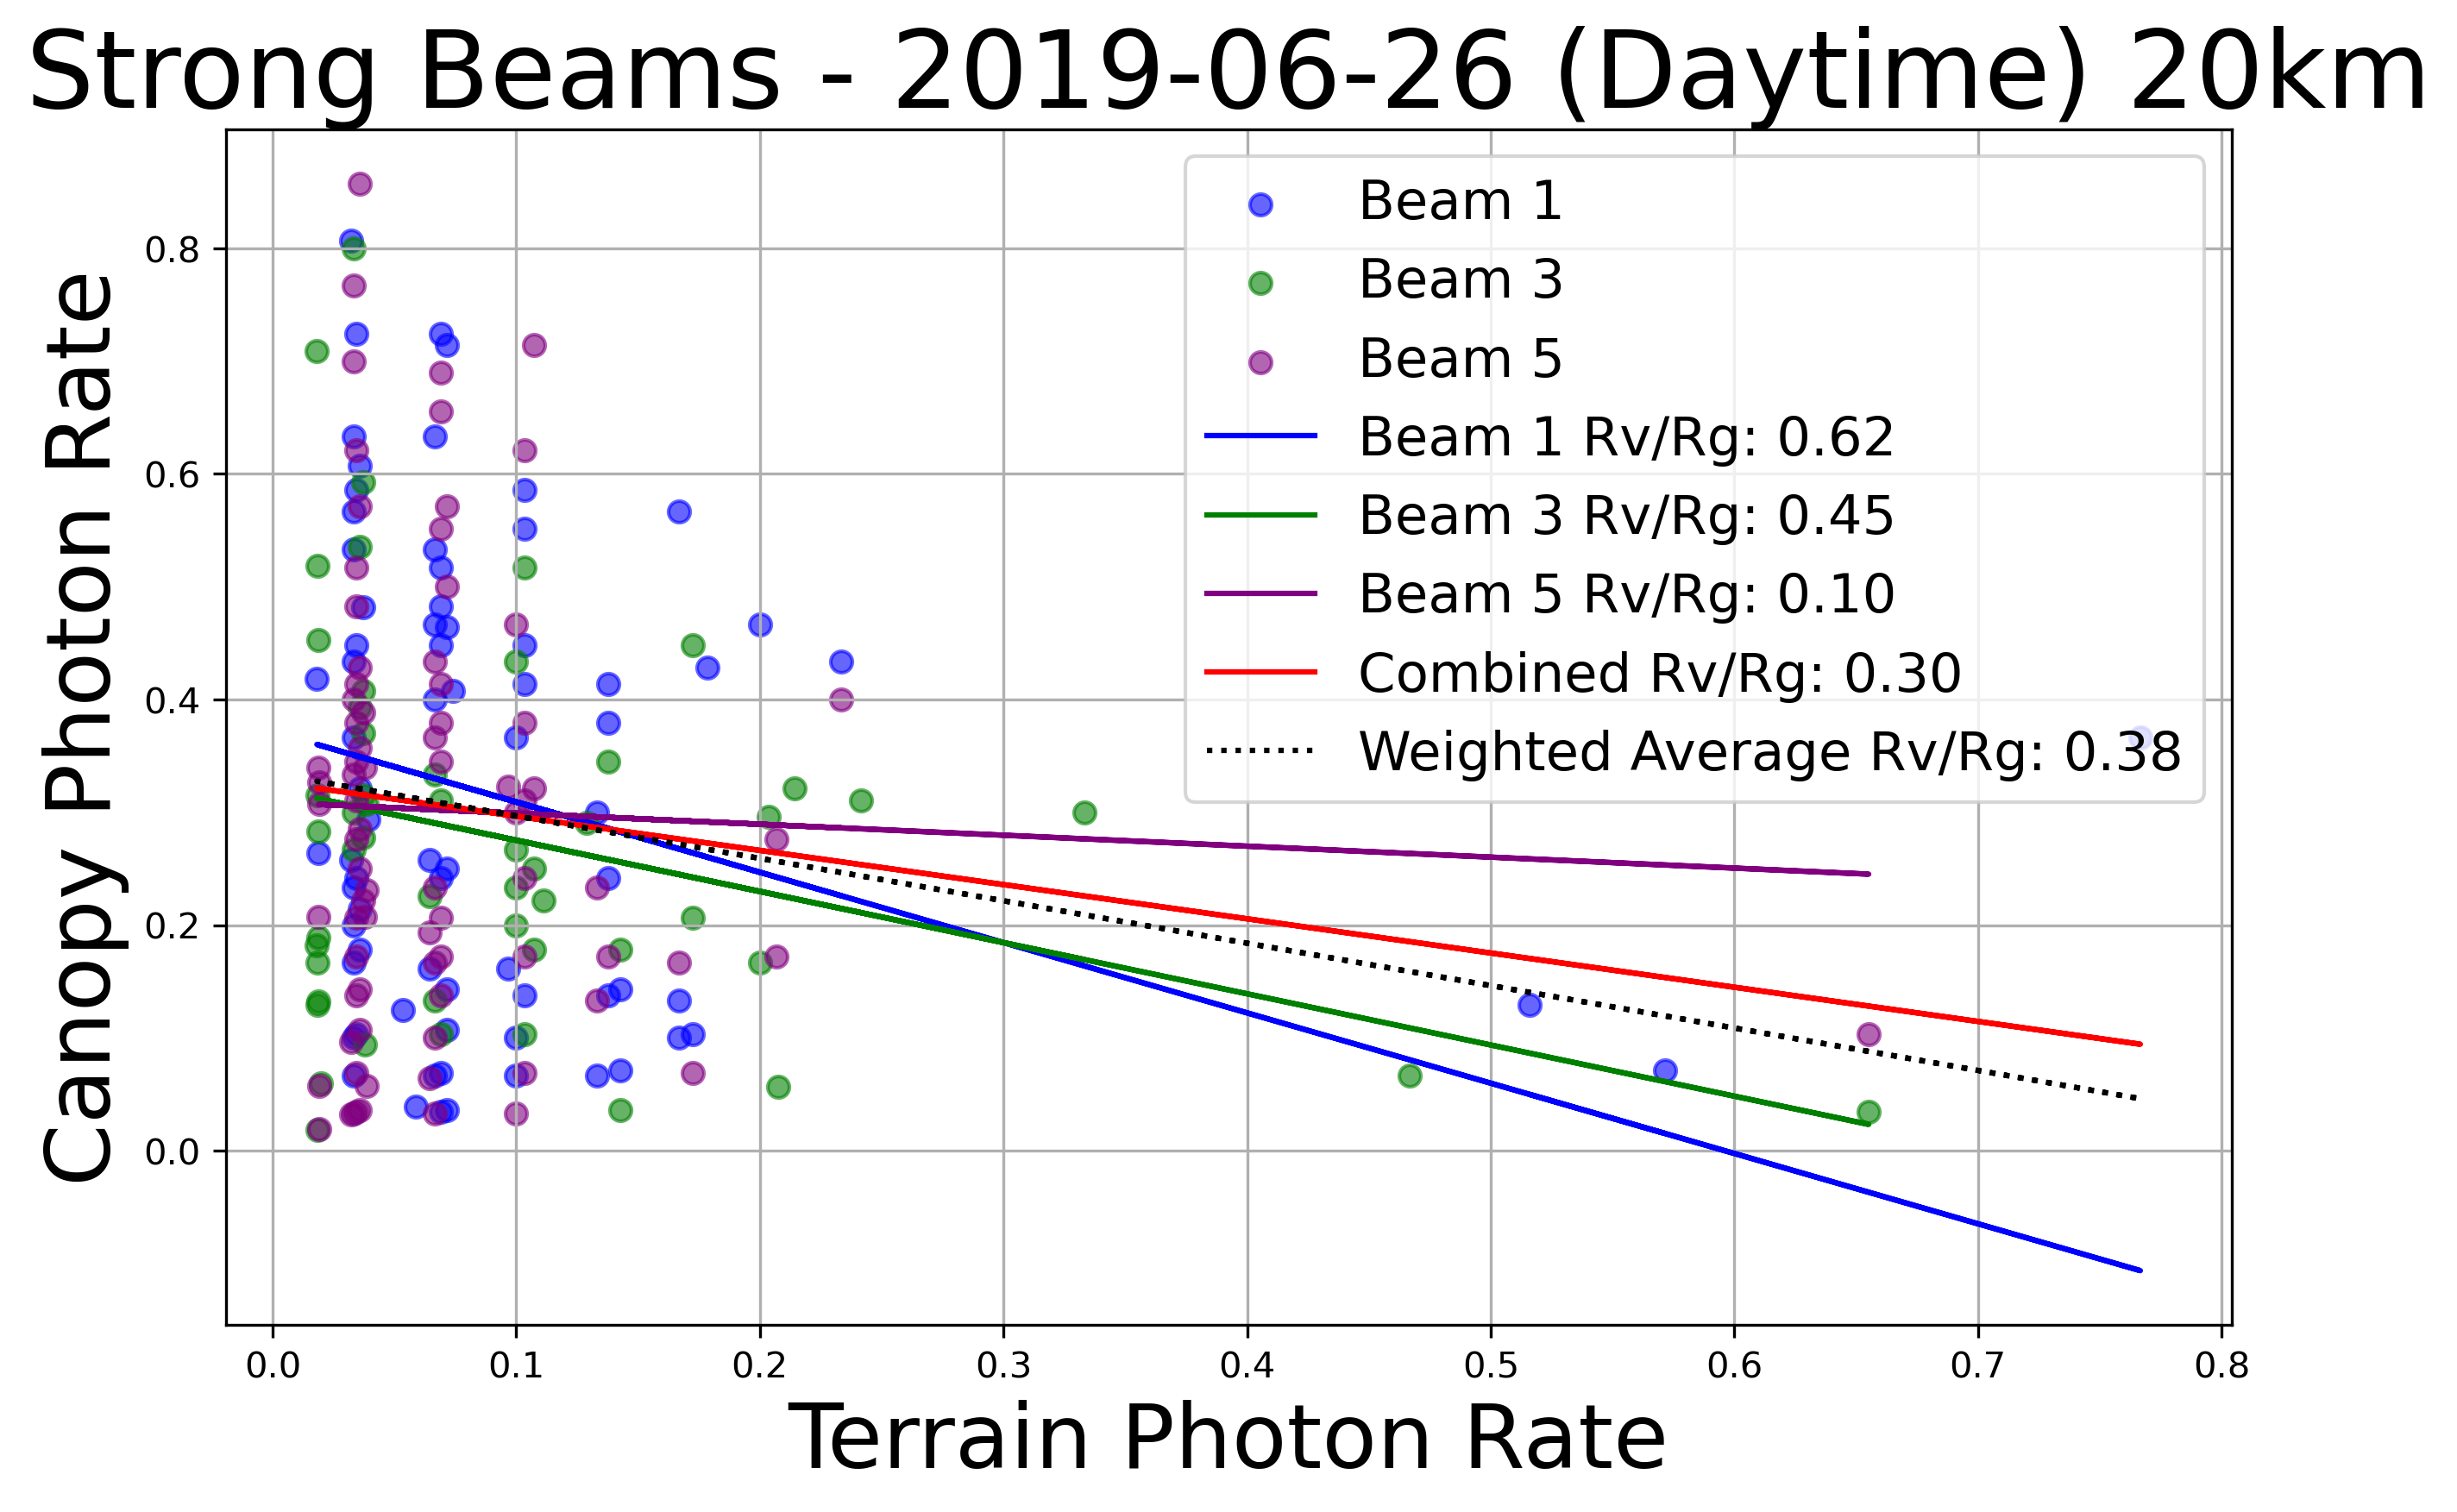 Strong Beams - 2019-06-26 (Daytime) 20km
Canopy Photon Rate
0.8
0.6
0.4
0.2
0.0
Beam 1
Beam 3
Beam 5
Beam 1 Rv/Rg: 0.62
Beam 3 Rv/Rg: 0.45
Beam 5 Rv/Rg: 0.10
Combined Rv/Rg: 0.30
Weighted Average Rv/Rg: 0.38
0.0 0.1 0.2 0.3 0.4 0.5 0.6 0.7 0.8
Terrain Photon Rate